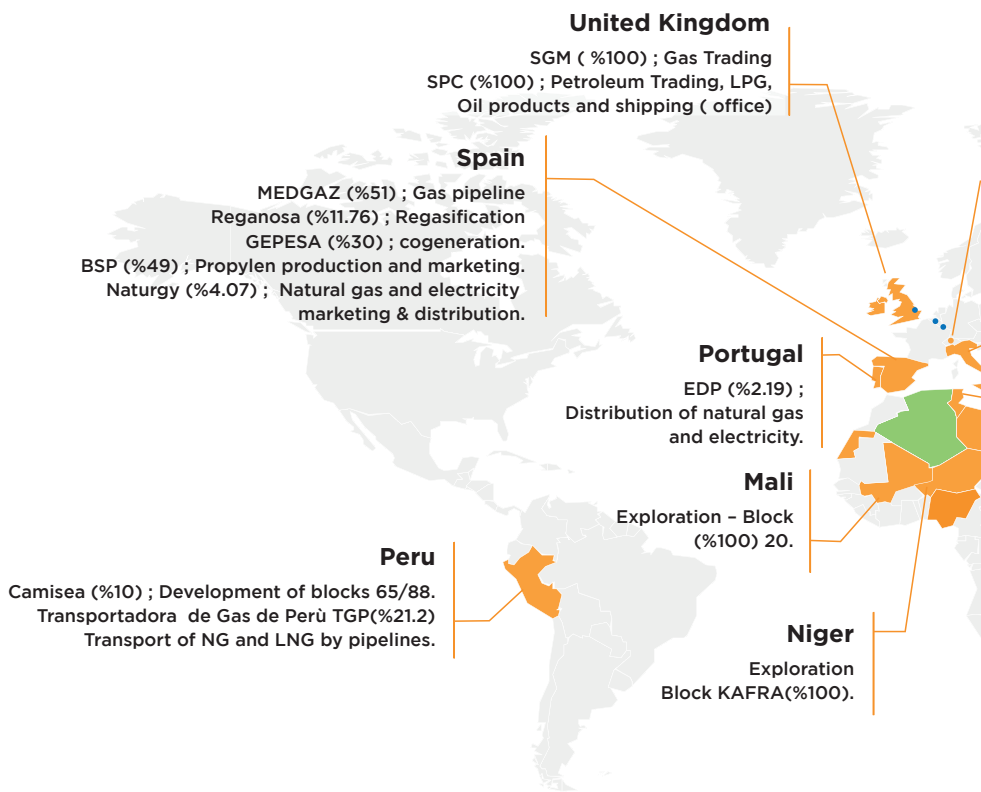 United Kingdom
SGM ( %100) ; Gas Trading
SPC (%100) ; Petroleum Trading, LPG,
Oil products and shipping ( office)
Spain
MEDGAZ (%51) ; Gas pipeline
Reganosa (%11.76) ; Regasification
GEPESA (%30) ; cogeneration.
BSP (%49) ; Propylen production and marketing.
Naturgy (%4.07) ; Natural gas and electricity
marketing & distribution.
Portugal
EDP (%2.19) ;
Distribution of natural gas
and electricity.
Mali
Exploration – Block
(%100) 20.
Peru
Camisea (%10) ; Development of blocks 65/88.
Transportadora de Gas de Perù TGP(%21.2)
Transport of NG and LNG by pipelines.
Niger
Exploration
Block KAFRA(%100).